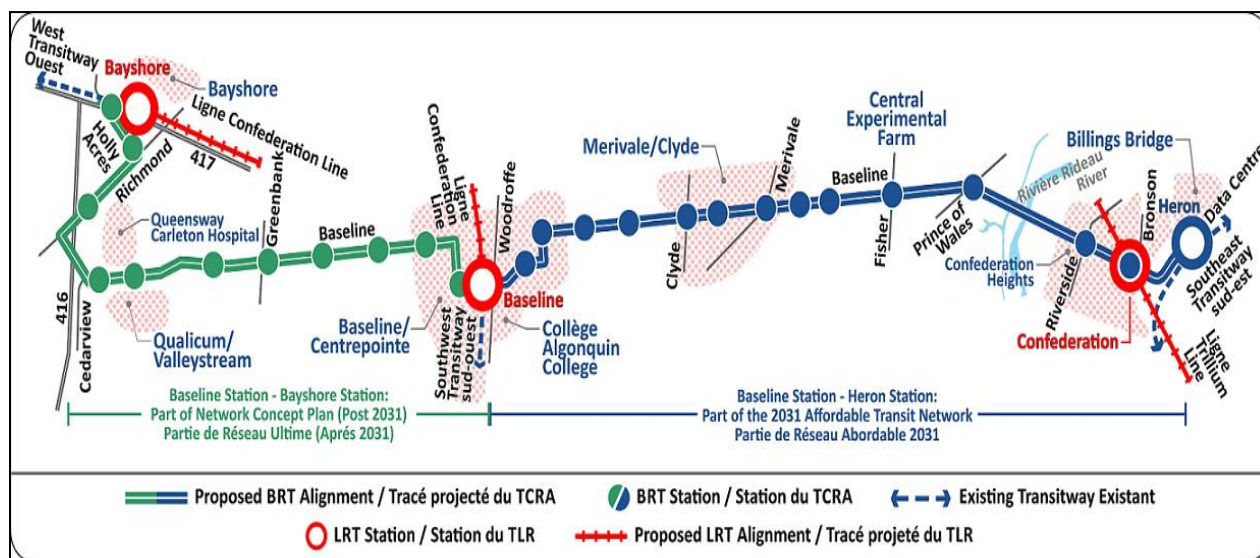 West
Transitway
Ouest
Bayshore
Bayshore
Holly
Acres
Richmond
417
Ligne Confederation Line
Queensway
Carleton Hospital
Greenbank
Baseline
416
Cedarview
Qualicum/
Valleystream
Confederation
Line
Ligne
Woodroffe
Baseline
Baseline/
Centrepointe
Southwest
Transitway
sud-ouest
Collège
Algonquin
College
Merivale/Clyde
Clyde
Merivale
Baseline
Central
Experimental
Farm
Fisher
Prince of
Wales
Rivière Rideau
River
Confederation
Heights
Riverside
Confederation
Bronson
Billings Bridge
Heron
Data Centre
Southeast
Transitway
sud-est
Ligne
Trillium
Line
Baseline Station - Bayshore Station:
Part of Network Concept Plan (Post 2031)
Partie de Réseau Ultime (Aprés 2031)
Baseline Station - Heron Station:
Part of the 2031 Affordable Transit Network
Partie de Réseau Abordable 2031
Proposed BRT Alignment / Tracé projecté du TCRA
BRT Station / Station du TCRA
Existing Transitway Existant
LRT Station / Station du TLR
Proposed LRT Alignment / Tracé projeté du TLR